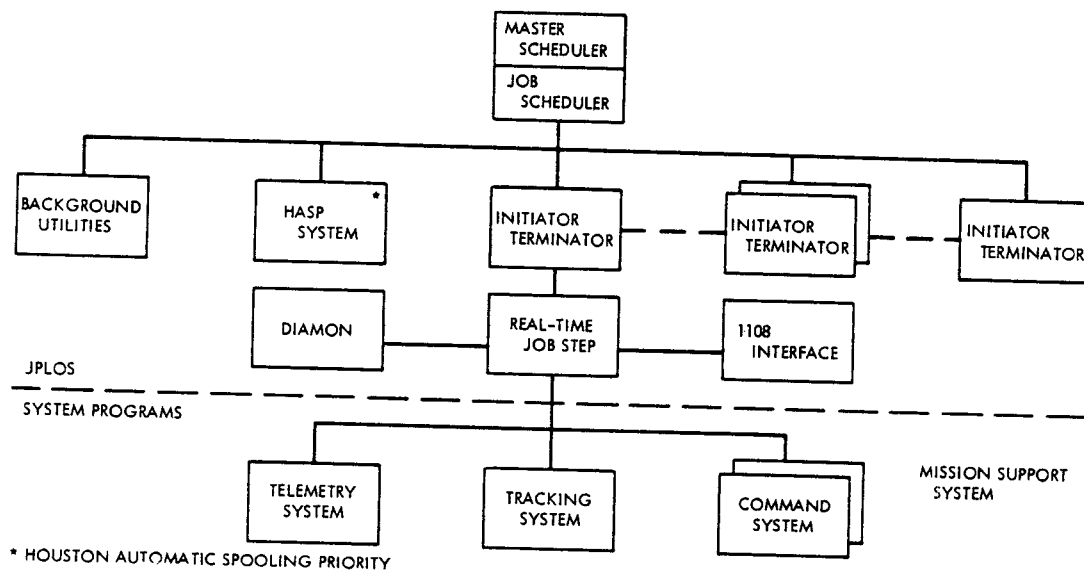 MASTER
SCHEDULER
JOB
SCHEDULER
BACKGROUND
UTILITIES
HASP *
SYSTEM
INITIATOR
TERMINATOR
INITIATOR
TERMINATOR
INITIATOR
TERMINATOR
DIAMON
REAL-TIME
JOB STEP
1108
INTERFACE
JPLOS
SYSTEM PROGRAMS
TELEMETRY
SYSTEM
TRACKING
SYSTEM
COMMAND
SYSTEM
MISSION SUPPORT
SYSTEM
* HOUSTON AUTOMATIC SPOOLING PRIORITY